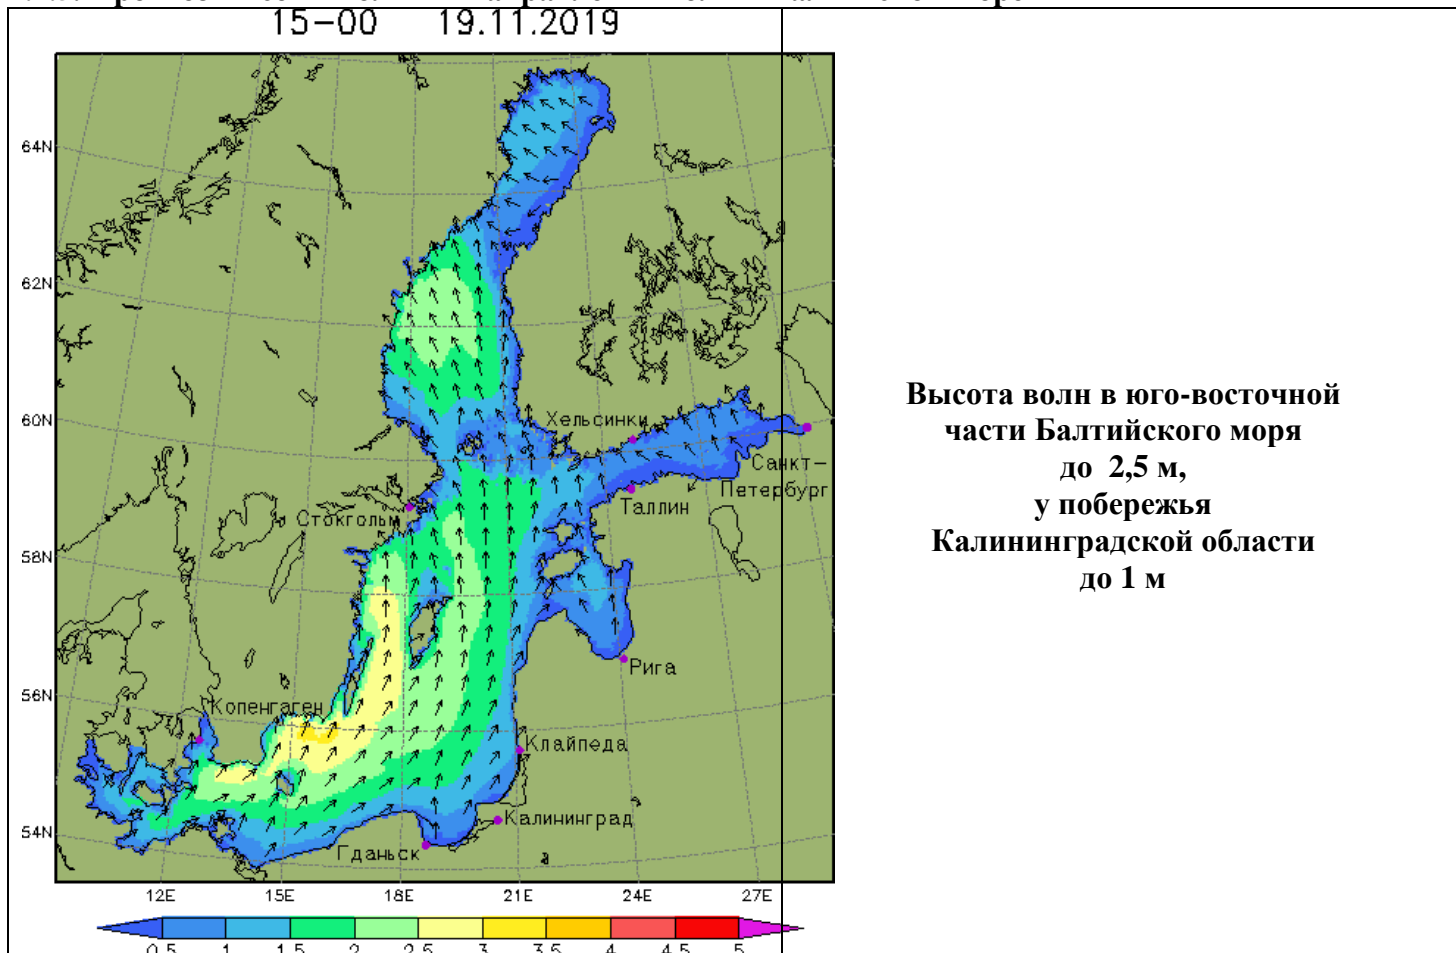 15-00 19.11.2019
64N
62N
60N
58N
56N
54N
Хельсинки
Санкт-
Петербург
Таллин
Стокгольм
Рига
Копенгаген
Клайпеда
Калининград
Гданьск
12E 15E 18E 21E 24E 27E
0.5 1 1.5 2 2.5 3 3.5 4 4.5 5
Высота волн в юго-восточной
части Балтийского моря
до 2,5 м,
у побережья
Калининградской области
до 1 м